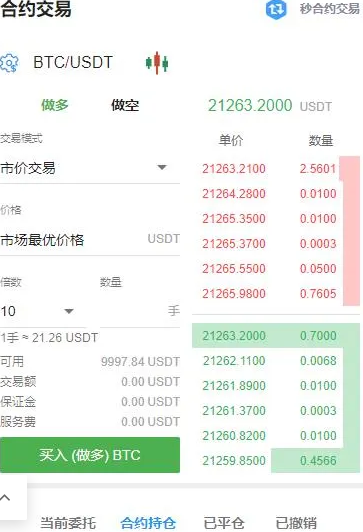 合约交易 秒合约交易
BTC/USDT
做多 做空 21263.2000 USDT
交易模式 单价 数量
市价交易 21263.2100 2.5601
21264.2800 0.0100
价格 21265.3500 0.0100
市场最优价格 USDT 21265.3700 0.0003
21265.5500 0.0500
倍数 数量 21265.9800 0.7605
10 手
1手 ≈ 21.26 USDT 21263.2000 0.7000
可用 9997.84 USDT 21262.1100 0.0068
交易额 0.00 USDT 21261.8900 0.0100
保证金 0.00 USDT 21261.3700 0.0003
服务费 0.00 USDT 21260.8200 0.0100
买入 (做多) BTC 21259.8500 0.4566
当前委托 合约持仓 已平仓 已撤销